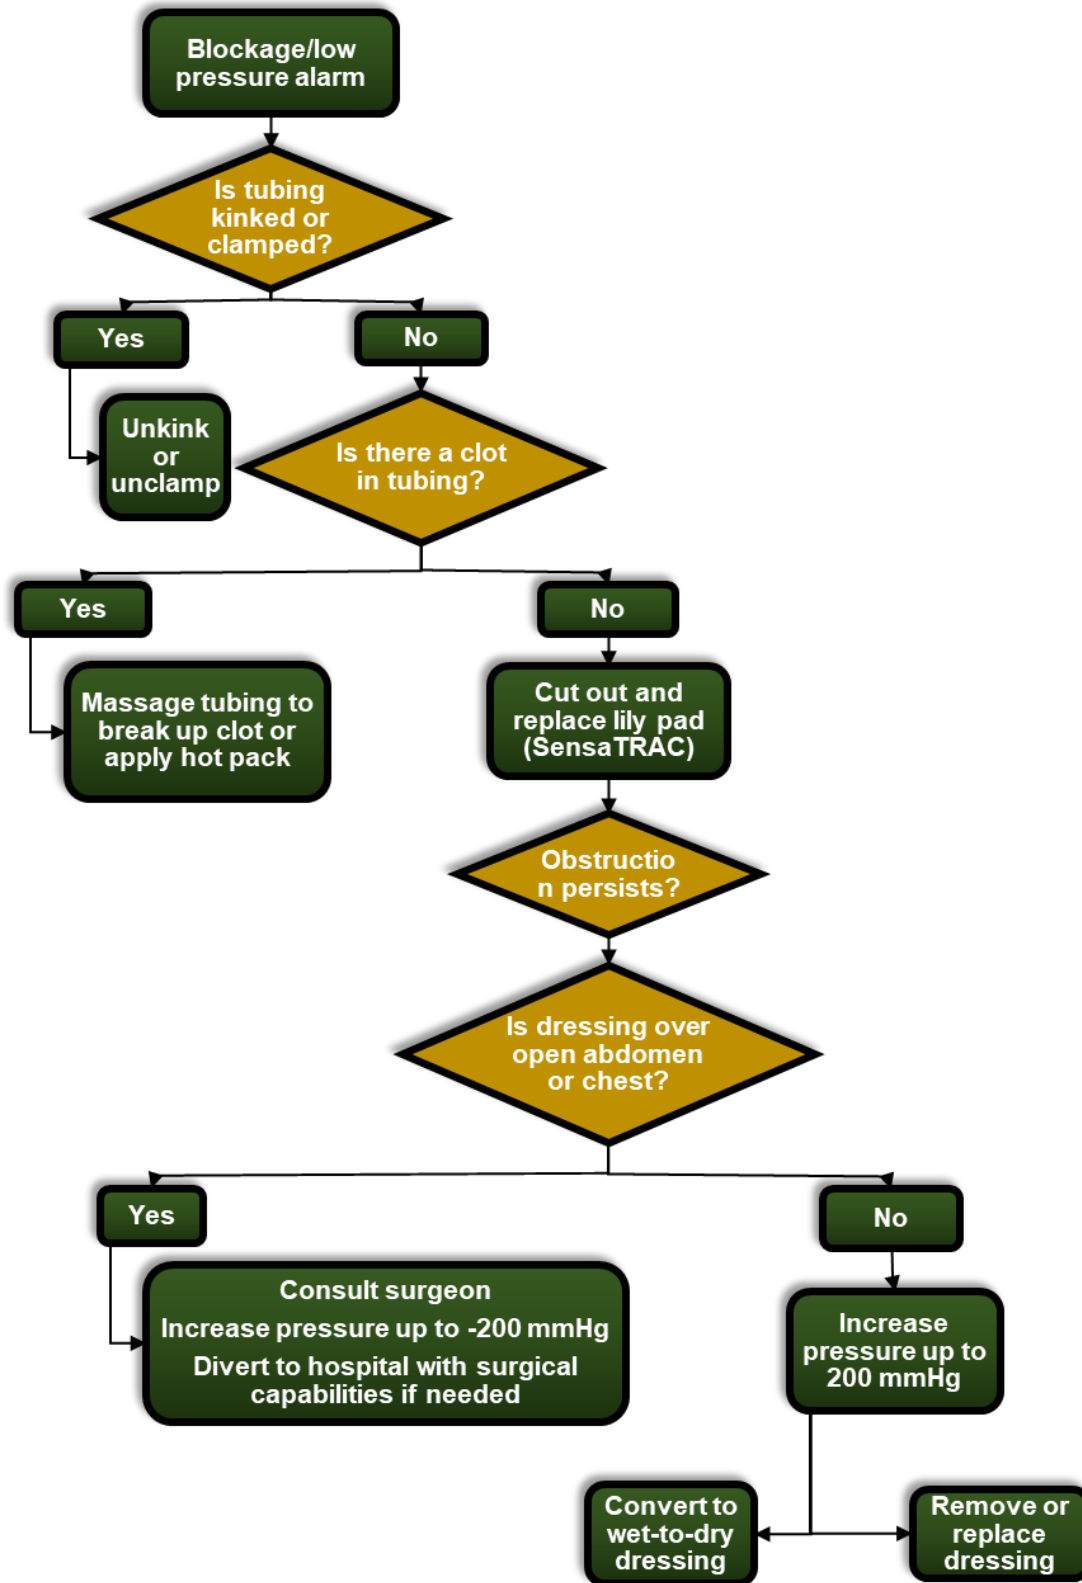 Blockage/low
pressure alarm
Is tubing
kinked or
clamped?
Yes
No
Unkink
or
unclamp
Is there a clot
in tubing?
Yes
No
Massage tubing to
break up clot or
apply hot pack
Cut out and
replace lily pad
(SensaTRAC)
Obstructio
n persists?
Is dressing over
open abdomen
or chest?
Yes
No
Consult surgeon
Increase pressure up to -200 mmHg
Divert to hospital with surgical
capabilities if needed
Increase
pressure up to
200 mmHg
Convert to
wet-to-dry
dressing
Remove or
replace
dressing